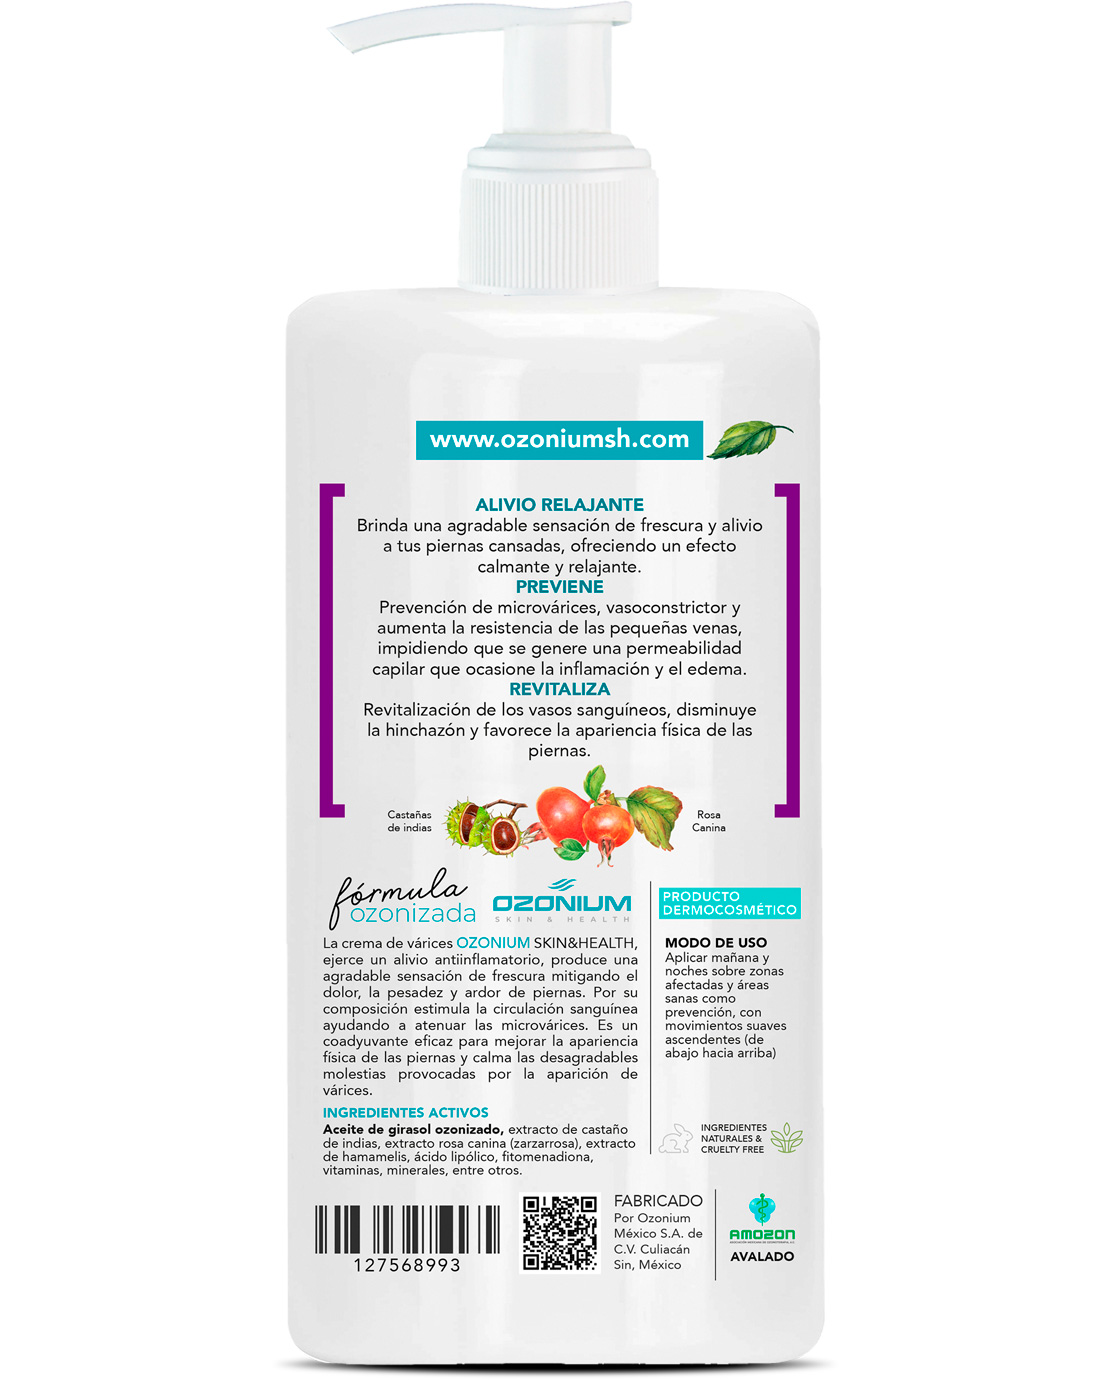 www.ozoniumsh.com
ALIVIO RELAJANTE
Brinda una agradable sensación de frescura y alivio
a tus piernas cansadas, ofreciendo un efecto
calmante y relajante.
PREVIENE
Prevención de microvárices, vasoconstrictor y
aumenta la resistencia de las pequeñas venas,
impidiendo que se genere una permeabilidad
capilar que ocasione la inflamación y el edema.
REVITALIZA
Revitalización de los vasos sanguíneos, disminuye
la hinchazón y favorece la apariencia física de las
piernas.
Castañas
de indias
Rosa
Canina
fórmula
ozonizada
OZONIUM
SKIN & HEALTH
La crema de várices OZONIUM SKIN&HEALTH,
ejerce un alivio antiinflamatorio, produce una
agradable sensación de frescura mitigando el
dolor, la pesadez y ardor de piernas. Por su
composición estimula la circulación sanguínea
ayudando a atenuar las microvárices. Es un
coadyuvante eficaz para mejorar la apariencia
física de las piernas y calma las desagradables
molestias provocadas por la aparición de
várices.
INGREDIENTES ACTIVOS
Aceite de girasol ozonizado, extracto de castaño
de indias, extracto rosa canina (zarzarrosa), extracto
de hamamelis, ácido lipólico, fitomenadiona,
vitaminas, minerales, entre otros.
PRODUCTO
DERMOCOSMÉTICO
MODO DE USO
Aplicar mañana y
noches sobre zonas
afectadas y áreas
sanas como
prevención, con
movimientos suaves
ascendentes (de
abajo hacia arriba)
INGREDIENTES
NATURALES &
CRUELTY FREE
127568993
FABRICADO
Por Ozonium
México S.A. de
C.V. Culiacán
Sin, México
AMOZON
AVALADO